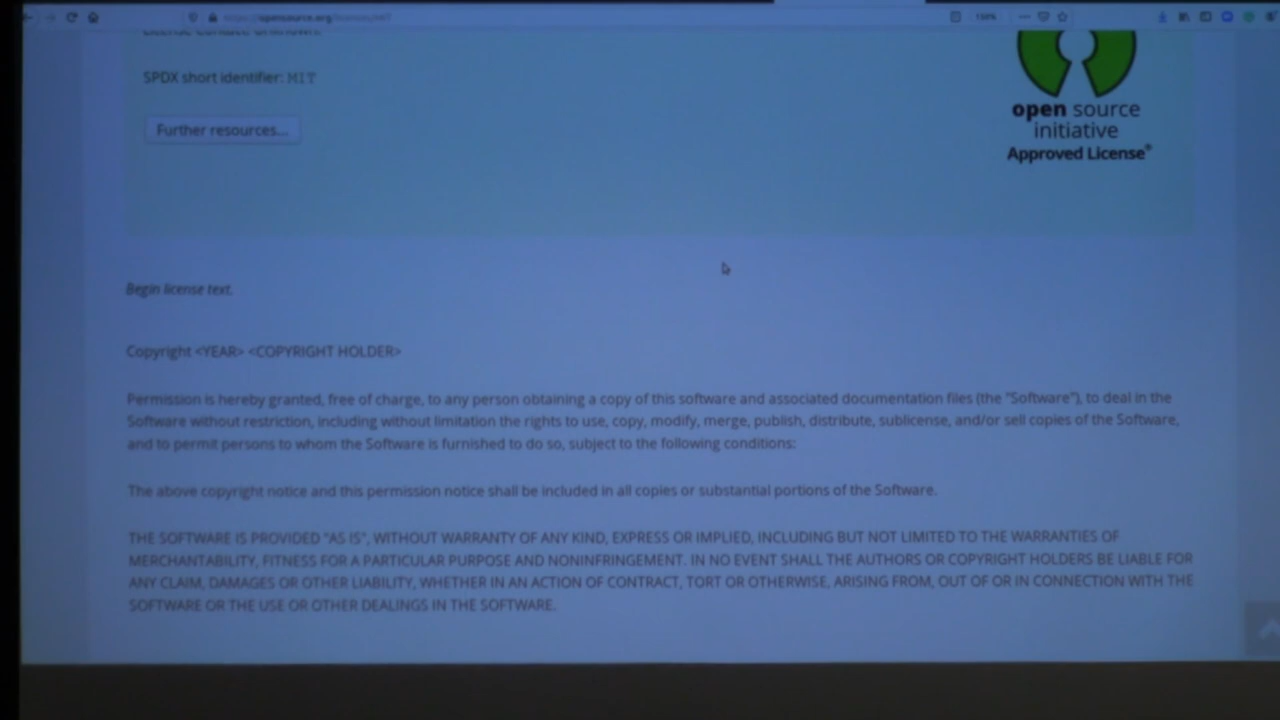 https://opensource.org/licenses/MIT
150%
SPDX short identifier: MIT
Further resources...
open source
initiative
Approved License®
Begin license text.
Copyright <YEAR> <COPYRIGHT HOLDER>
Permission is hereby granted, free of charge, to any person obtaining a copy of this software and associated documentation files (the "Software"), to deal in the
Software without restriction, including without limitation the rights to use, copy, modify, merge, publish, distribute, sublicense, and/or sell copies of the Software,
and to permit persons to whom the Software is furnished to do so, subject to the following conditions:
The above copyright notice and this permission notice shall be included in all copies or substantial portions of the Software.
THE SOFTWARE IS PROVIDED "AS IS", WITHOUT WARRANTY OF ANY KIND, EXPRESS OR IMPLIED, INCLUDING BUT NOT LIMITED TO THE WARRANTIES OF
MERCHANTABILITY, FITNESS FOR A PARTICULAR PURPOSE AND NONINFRINGEMENT. IN NO EVENT SHALL THE AUTHORS OR COPYRIGHT HOLDERS BE LIABLE FOR
ANY CLAIM, DAMAGES OR OTHER LIABILITY, WHETHER IN AN ACTION OF CONTRACT, TORT OR OTHERWISE, ARISING FROM, OUT OF OR IN CONNECTION WITH THE
SOFTWARE OR THE USE OR OTHER DEALINGS IN THE SOFTWARE.